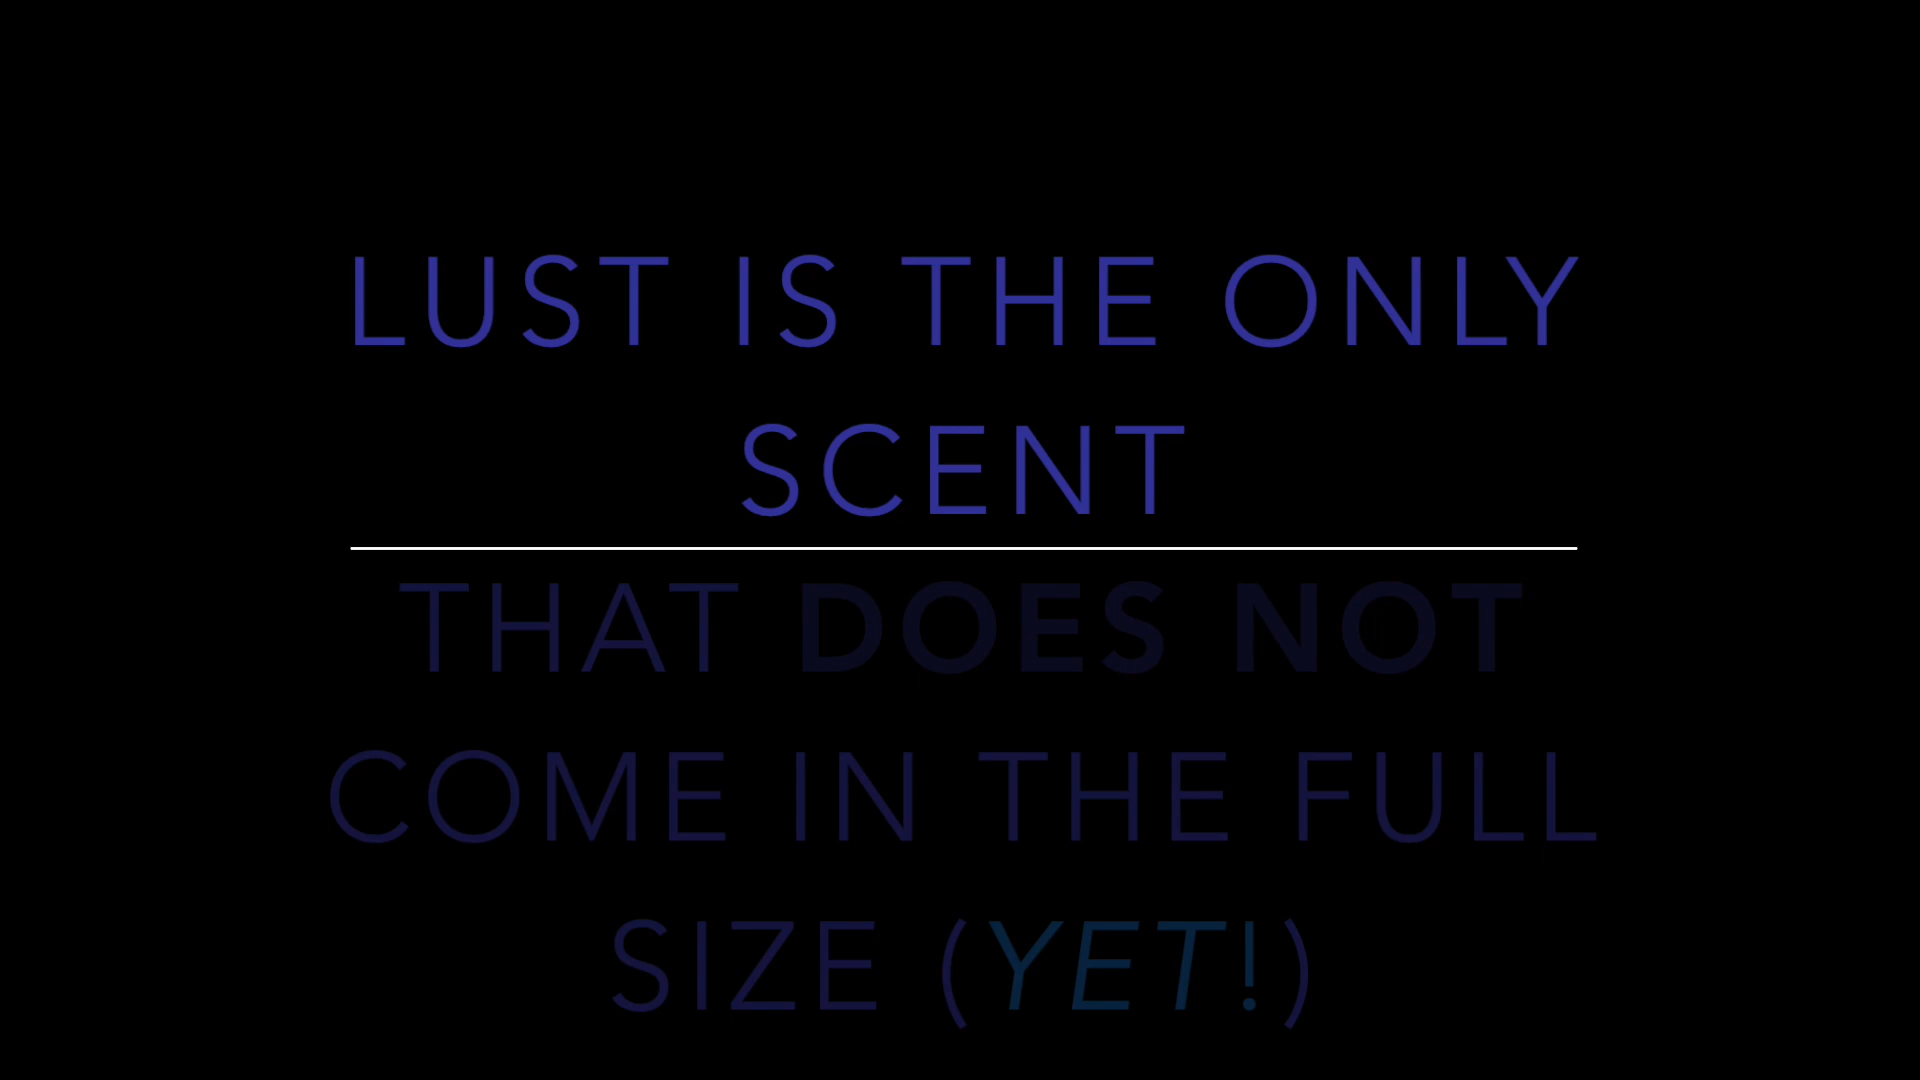 LUST IS THE ONLY
SCENT
THAT DOES NOT
COME IN THE FULL
SIZE (YET!)